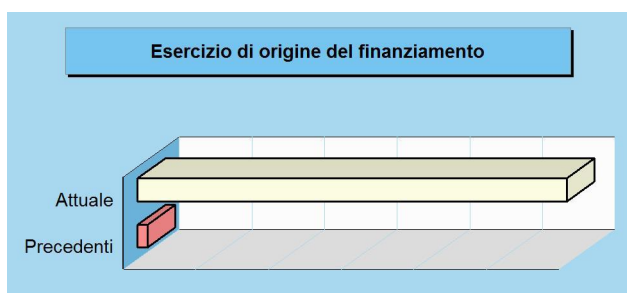 Esercizio di origine del finanziamento
Attuale
Precedenti